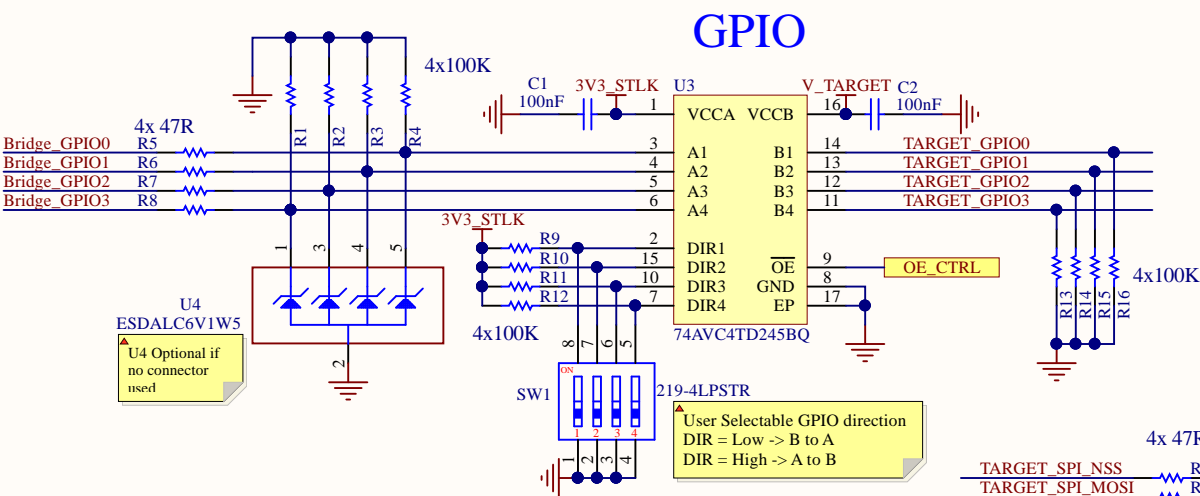 GPIO
4x100K
R1
R2
R3
R4
C1
100nF
3V3_STLK
U3
V_TARGET
C2
100nF
1
VCCA
VCCB
16
4x 47R
Bridge_GPIO0
R5
Bridge_GPIO1
R6
Bridge_GPIO2
R7
Bridge_GPIO3
R8
3
A1
B1
14
TARGET_GPIO0
4
A2
B2
13
TARGET_GPIO1
5
A3
B3
12
TARGET_GPIO2
6
A4
B4
11
TARGET_GPIO3
3V3_STLK
R9
R10
R11
R12
4x100K
2
DIR1
15
DIR2
OE
9
OE_CTRL
10
DIR3
GND
8
7
DIR4
EP
17
74AVC4TD245BQ
R13
R14
R15
R16
4x100K
1
3
4
5
2
U4
ESDALC6V1W5
U4 Optional if
no connector
used
8
7
6
5
SW1
ON
1 2 3 4
219-4LPSTR
1
2
3
4
User Selectable GPIO direction
DIR = Low -> B to A
DIR = High -> A to B
4x 47R
TARGET_SPI_NSS
R
TARGET_SPI_MOSI
R